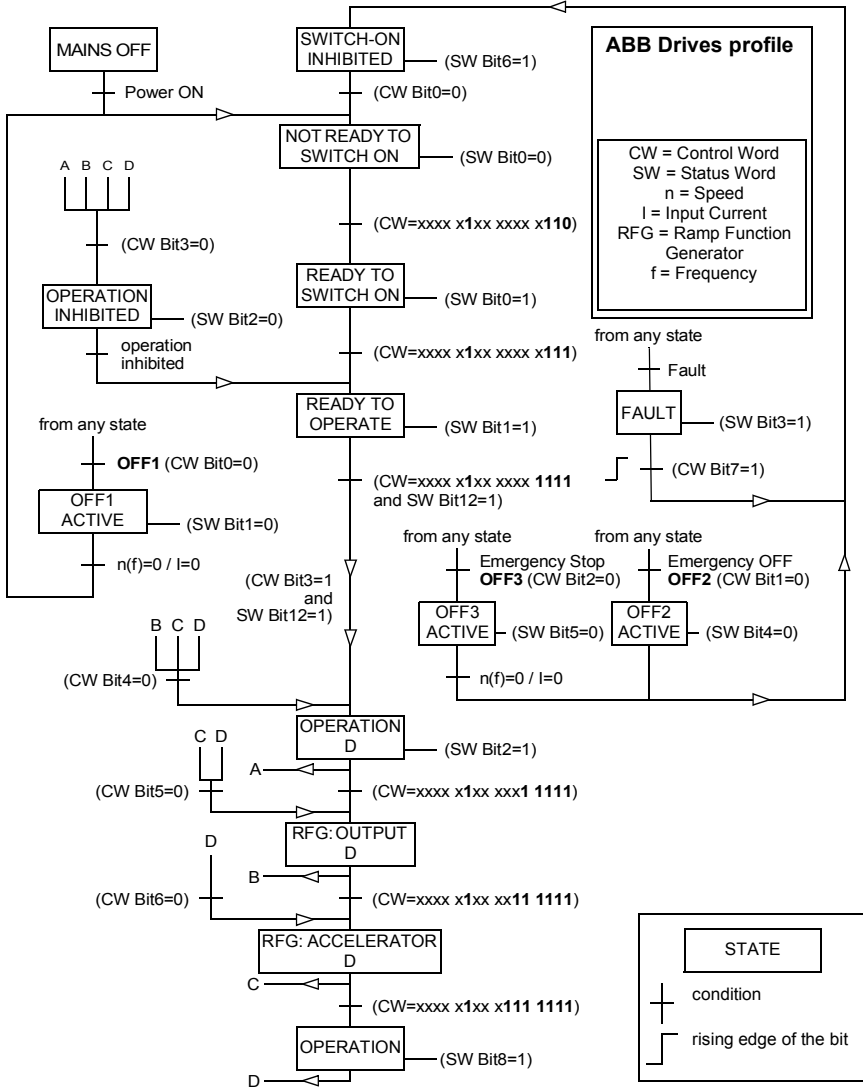 MAINS OFF
Power ON
SWITCH-ON
INHIBITED
(SW Bit6=1)
(CW Bit0=0)
NOT READY TO
SWITCH ON
(SW Bit0=0)
A B C D
(CW Bit3=0)
OPERATION
INHIBITED
(SW Bit2=0)
operation
inhibited
(CW=xxxx x1xx xxxx x110)
READY TO
SWITCH ON
(SW Bit0=1)
(CW=xxxx x1xx xxxx x111)
READY TO
OPERATE
(SW Bit1=1)
(CW=xxxx x1xx xxxx 1111
and SW Bit12=1)
ABB Drives profile
CW = Control Word
SW = Status Word
n = Speed
I = Input Current
RFG = Ramp Function
Generator
f = Frequency
from any state
Fault
FAULT
(SW Bit3=1)
(CW Bit7=1)
from any state
OFF1 (CW Bit0=0)
OFF1
ACTIVE
(SW Bit1=0)
n(f)=0 / I=0
(CW Bit3=1
and
SW Bit12=1)
from any state
Emergency Stop
OFF3 (CW Bit2=0)
OFF3
ACTIVE
(SW Bit5=0)
n(f)=0 / I=0
from any state
Emergency OFF
OFF2 (CW Bit1=0)
OFF2
ACTIVE
(SW Bit4=0)
B C D
(CW Bit4=0)
OPERATION
D
(SW Bit2=1)
A
C D
(CW Bit5=0)
(CW=xxxx x1xx xxx1 1111)
RFG: OUTPUT
D
B
D
(CW Bit6=0)
(CW=xxxx x1xx xx11 1111)
RFG: ACCELERATOR
D
C
(CW=xxxx x1xx x111 1111)
OPERATION
(SW Bit8=1)
D
STATE
condition
rising edge of the bit